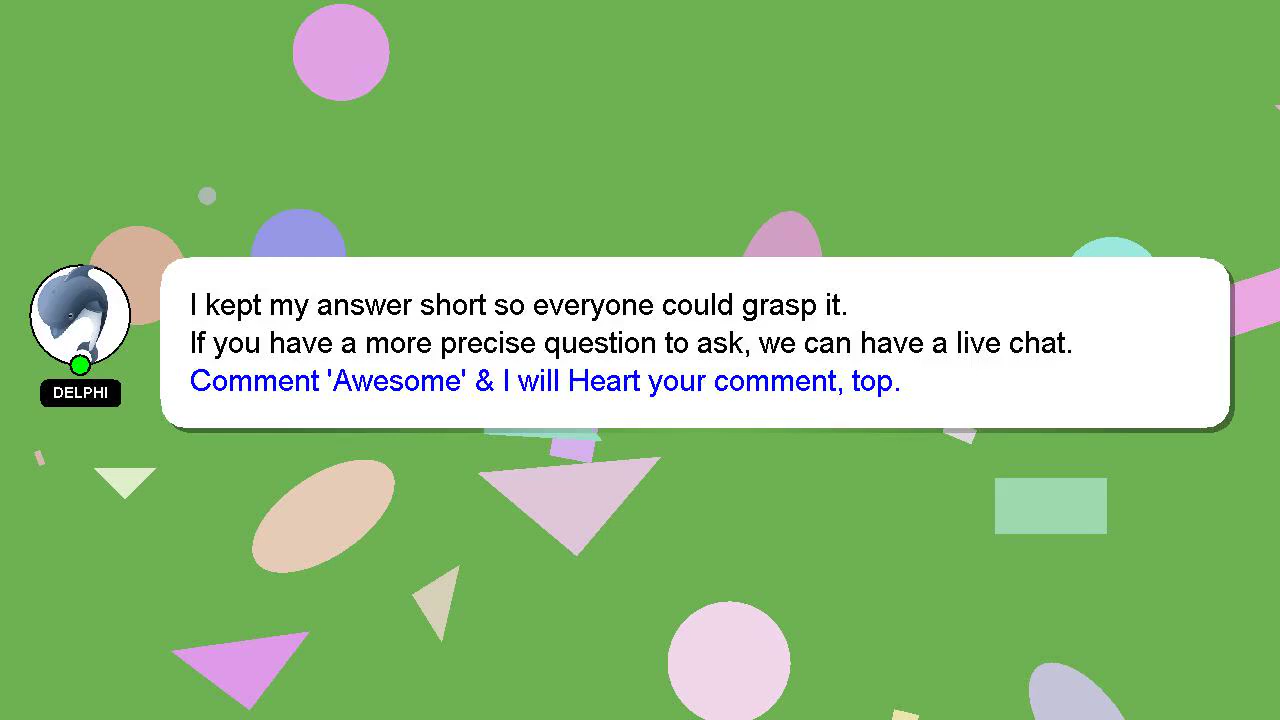 I kept my answer short so everyone could grasp it.
If you have a more precise question to ask, we can have a live chat.
Comment 'Awesome' & I will Heart your comment, top.
DELPHI